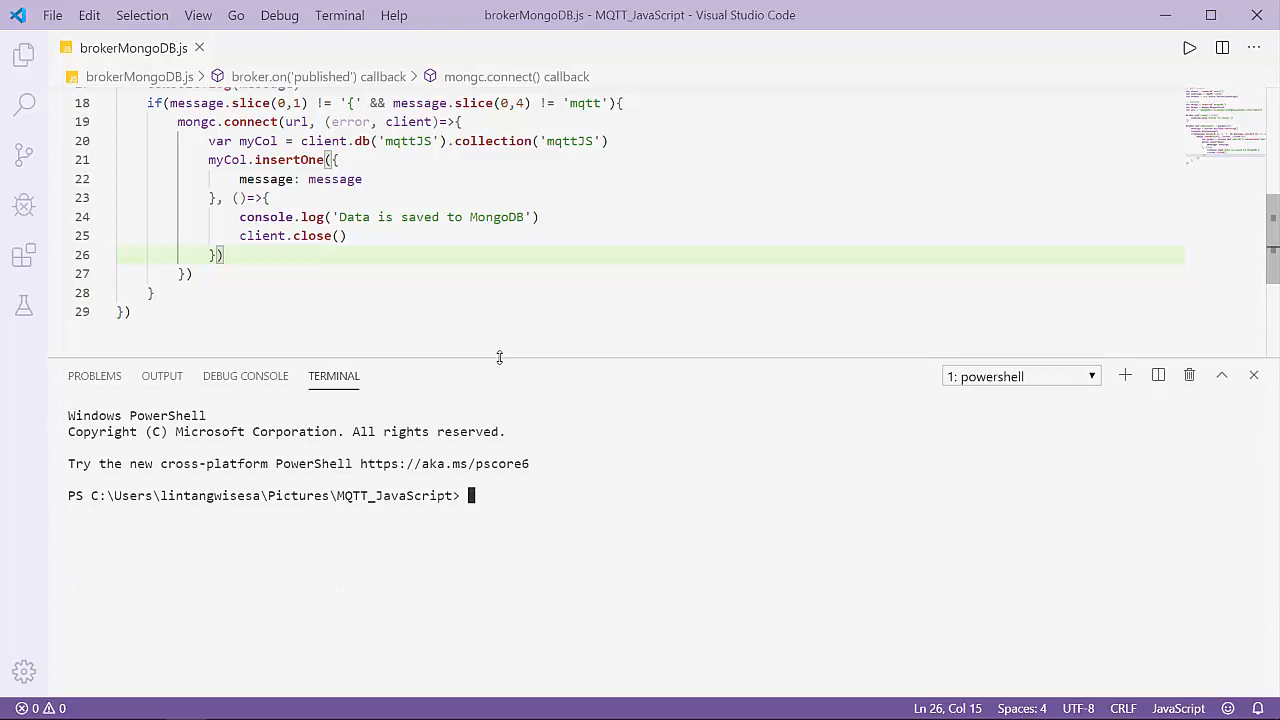 File Edit Selection View Go Debug Terminal Help brokerMongoDB.js - MQTT_JavaScript - Visual Studio Code
brokerMongoDB.js
brokerMongoDB.js > broker.on('published') callback > mongc.connect() callback
18 if(message.slice(0,1) != '{' && message.slice(0,4) != 'mqtt'){
19 mongc.connect(url, (error, client)=>{
20 var myCol = client.db('mqttJS').collection('mqttJS')
21 myCol.insertOne({
22 message: message
23 }, ()=>{
24 console.log('Data is saved to MongoDB')
25 client.close()
26 })
27 })
28 }
29 })
PROBLEMS OUTPUT DEBUG CONSOLE TERMINAL 1: powershell
Windows PowerShell
Copyright (C) Microsoft Corporation. All rights reserved.
Try the new cross-platform PowerShell https://aka.ms/pscore6
PS C:\Users\lintangwisesa\Pictures\MQTT_JavaScript>
0 0 Ln 26, Col 15 Spaces: 4 UTF-8 CRLF JavaScript